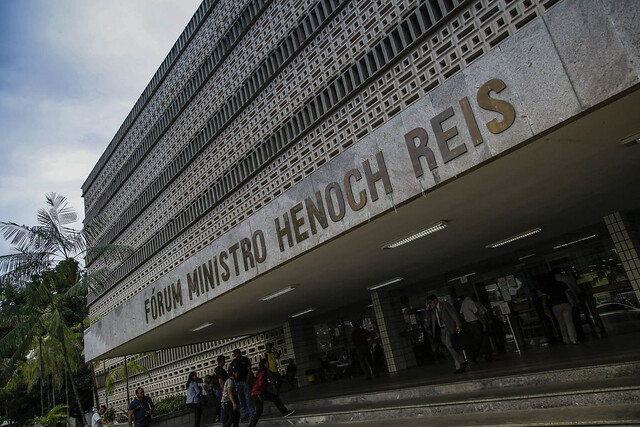 FÓRUM MINISTRO HENOCH REIS